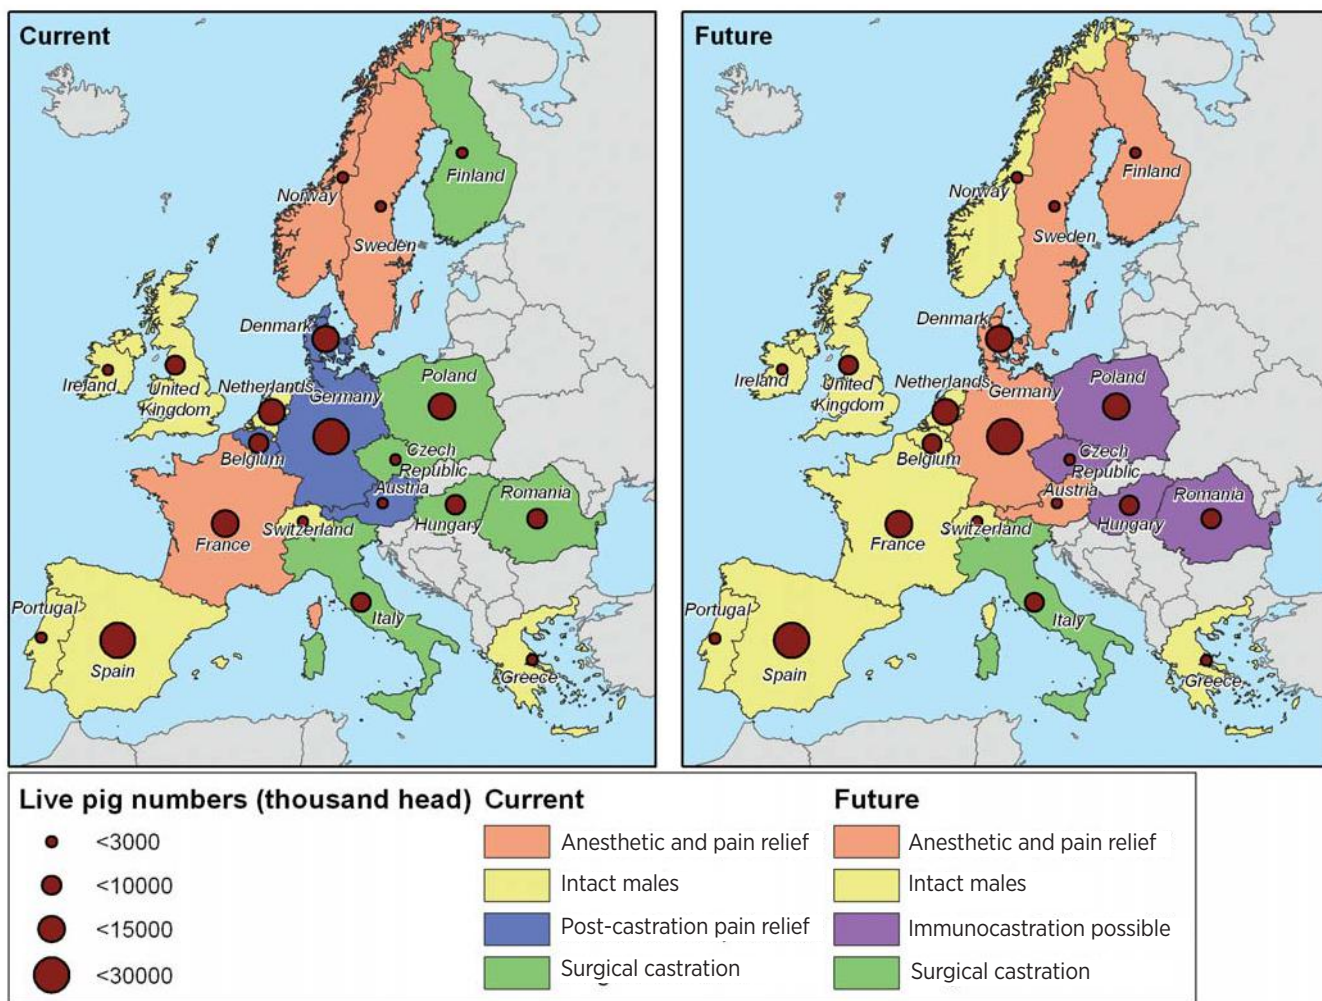 Current
Norway
Finland
Sweden
Denmark
Ireland
United
Kingdom
Netherlands
Germany
Poland
Belgium
Czech
Republic
Austria
Romania
Hungary
Switzerland
France
Portugal
Spain
Italy
Greece
Future
Norway
Finland
Sweden
Denmark
Ireland
United
Kingdom
Netherlands
Germany
Poland
Belgium
Czech
Republic
Austria
Romania
Hungary
Switzerland
France
Portugal
Spain
Italy
Greece
Live pig numbers (thousand head)
<3000
<10000
<15000
<30000
Current
Anesthetic and pain relief
Intact males
Post-castration pain relief
Surgical castration
Future
Anesthetic and pain relief
Intact males
Immunocastration possible
Surgical castration